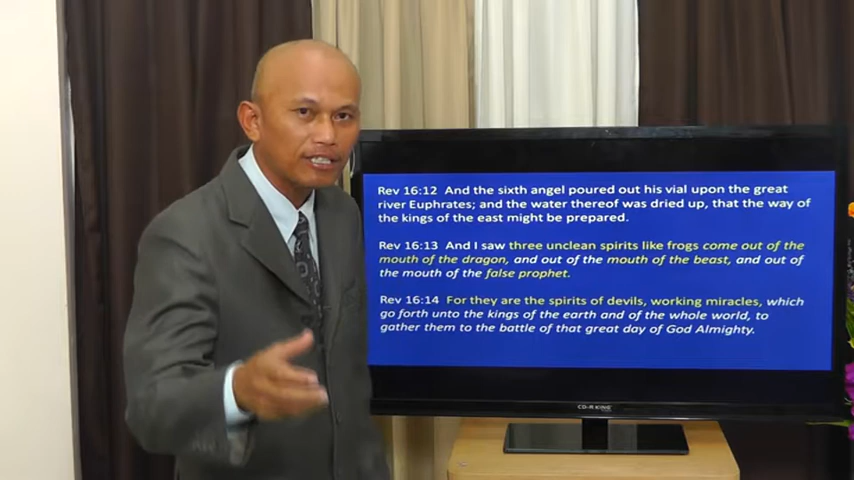 Rev 16:12 And the sixth angel poured out his vial upon the great
river Euphrates; and the water thereof was dried up, that the way of
the kings of the east might be prepared.
Rev 16:13 And I saw three unclean spirits like frogs come out of the
mouth of the dragon, and out of the mouth of the beast, and out of
the mouth of the false prophet.
Rev 16:14 For they are the spirits of devils, working miracles, which
go forth unto the kings of the earth and of the whole world, to
gather them to the battle of that great day of God Almighty.
CD-R KING